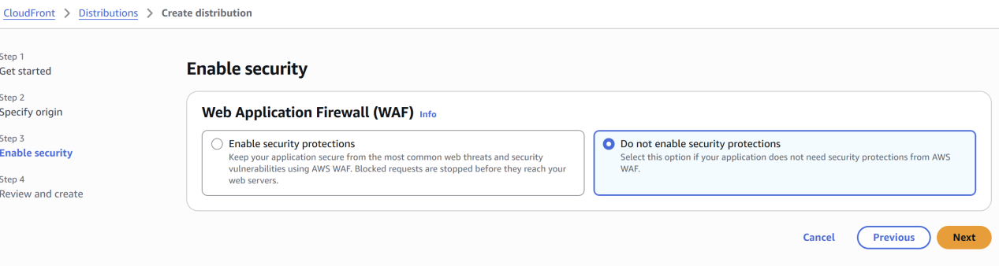 CloudFront > Distributions > Create distribution
Step 1
Get started
Step 2
Specify origin
Step 3
Enable security
Step 4
Review and create
Enable security
Web Application Firewall (WAF) Info
Enable security protections
Keep your application secure from the most common web threats and security
vulnerabilities using AWS WAF. Blocked requests are stopped before they reach your
web servers.
Do not enable security protections
Select this option if your application does not need security protections from AWS
WAF.
Cancel
Previous
Next